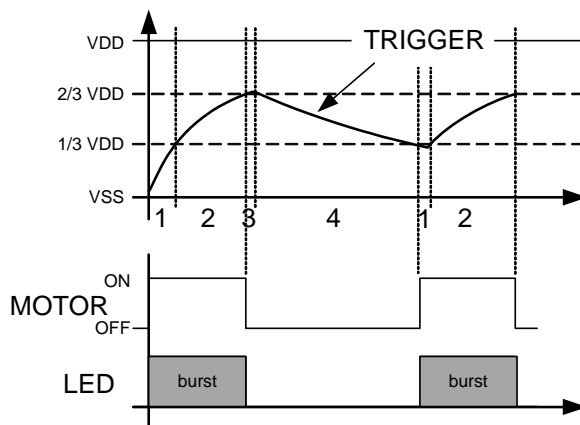 VDD
TRIGGER
2/3 VDD
1/3 VDD
VSS
1 2 3 4 1 2
ON
MOTOR
OFF
LED burst burst